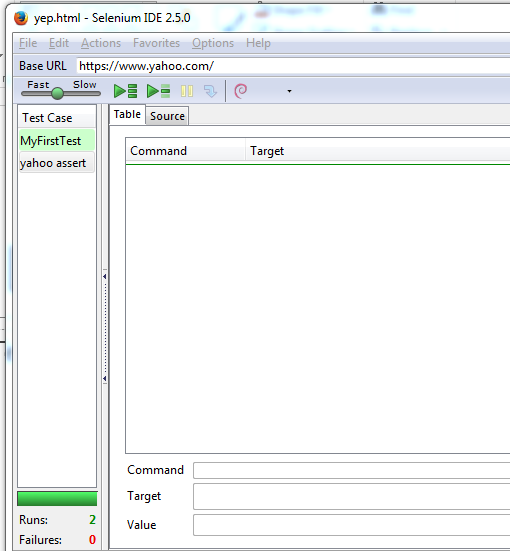 yep.html - Selenium IDE 2.5.0
File Edit Actions Favorites Options Help
Base URL https://www.yahoo.com/
Fast Slow
Table Source
Test Case
MyFirstTest
yahoo assert
Command Target
Command
Target
Value
Runs: 2
Failures: 0